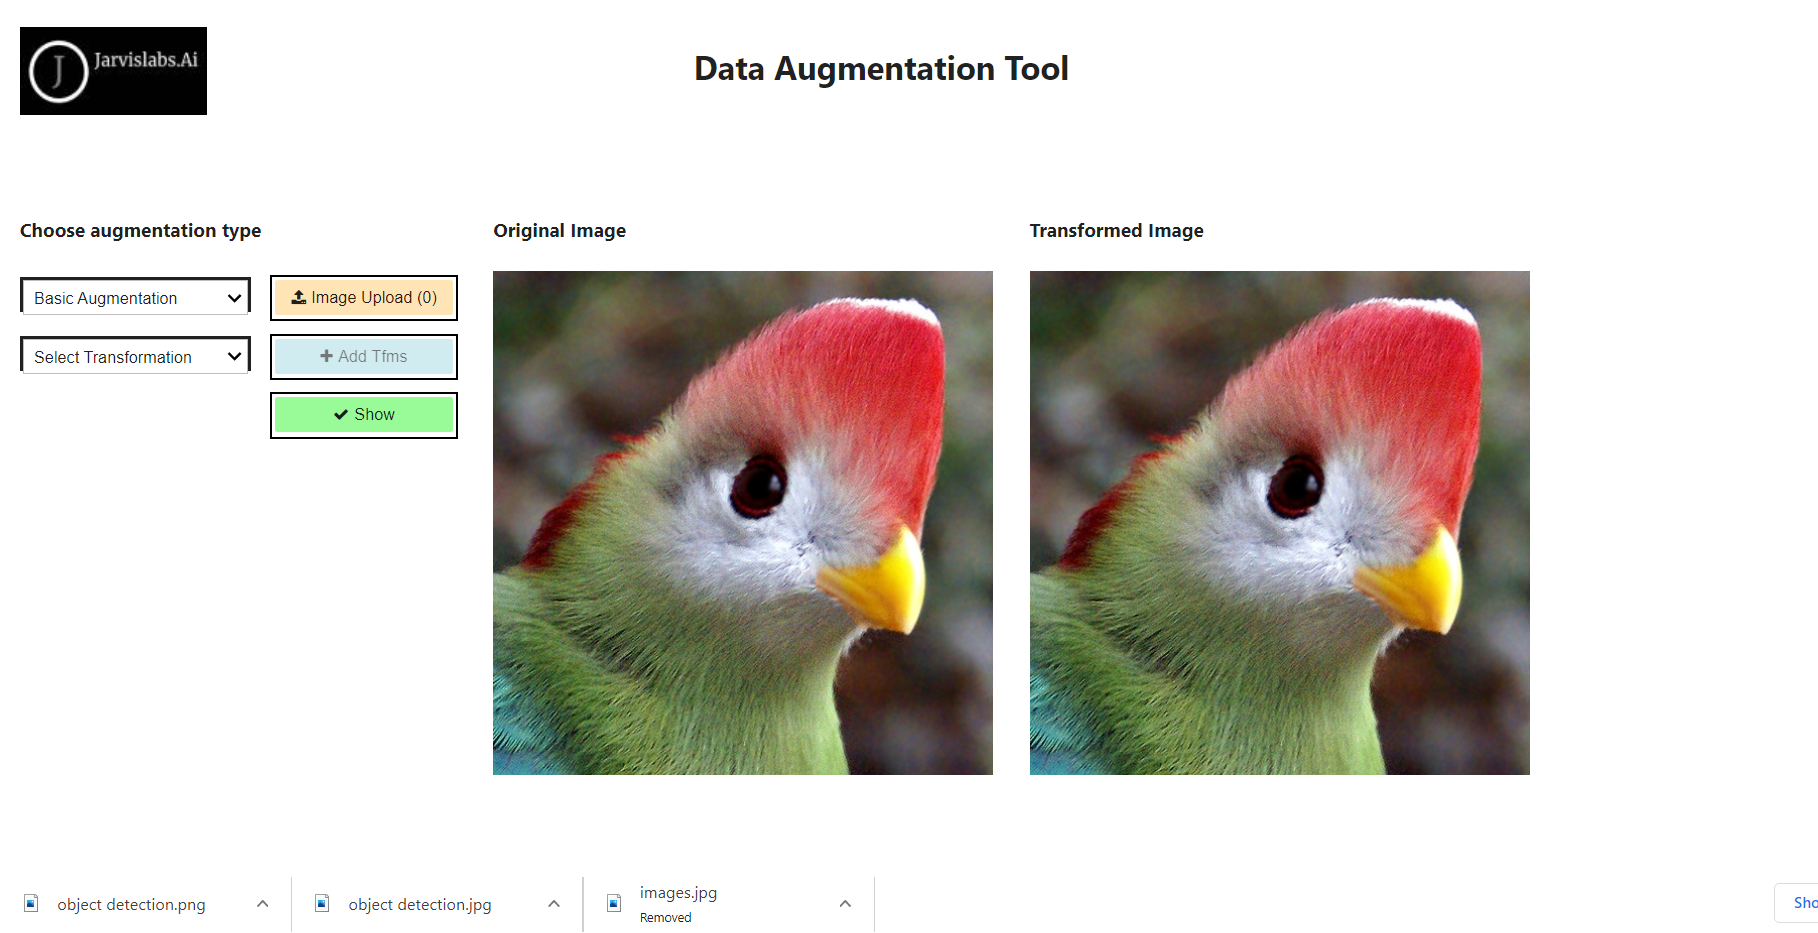 J Jarvislabs.Ai
Data Augmentation Tool
Choose augmentation type
Original Image
Transformed Image
Basic Augmentation
Image Upload (0)
Select Transformation
Add Tfms
Show
object detection.png
object detection.jpg
images.jpg
Removed
Sho